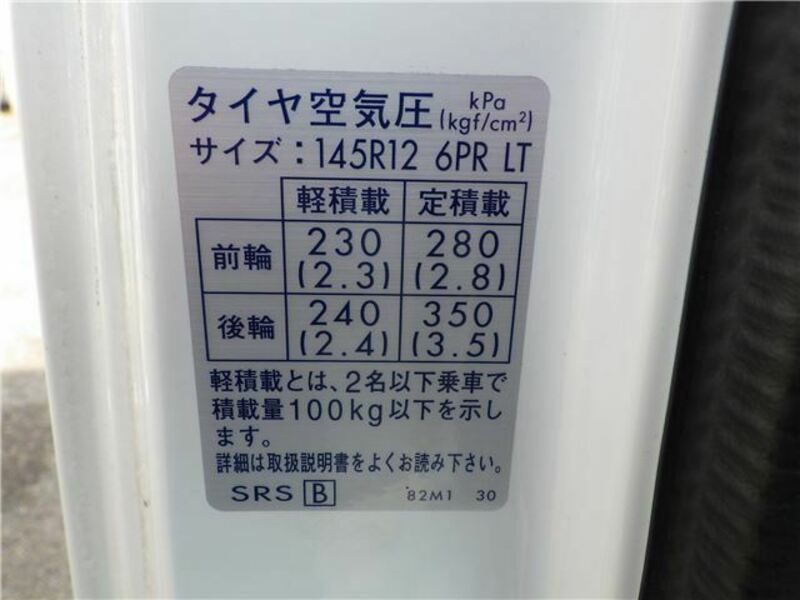 タイヤ空気圧 kPa (kgf/cm²)
サイズ：145R12 6PR LT
軽積載 定積載
前輪 230 (2.3) 280 (2.8)
後輪 240 (2.4) 350 (3.5)
軽積載とは、2名以下乗車で
積載量100kg以下を示し
ます。
詳細は取扱説明書をよくお読み下さい。
SRS B 82M1 30